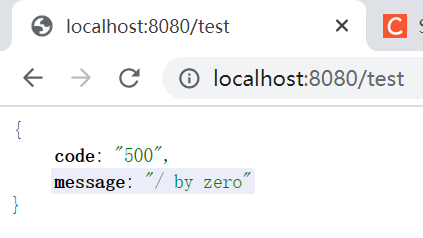 localhost:8080/test
C
S
localhost:8080/test
{
code: "500",
message: "/ by zero"
}